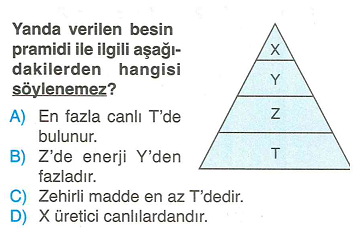 Yanda verilen besin
pramidi ile ilgili aşağı-
dakilerden hangisi
söylenemez?
A) En fazla canlı T'de
bulunur.
B) Z'de enerji Y'den
fazladır.
C) Zehirli madde en az T'dedir.
D) X üretici canlılardandır.
X
Y
Z
T